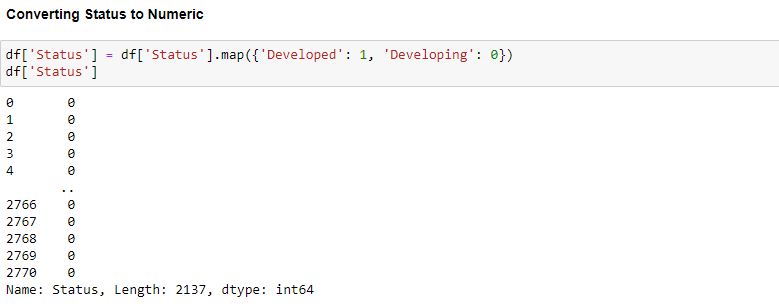 Converting Status to Numeric
df['Status'] = df['Status'].map({'Developed': 1, 'Developing': 0})
df['Status']
0       0
1       0
2       0
3       0
4       0
       ..
2766    0
2767    0
2768    0
2769    0
2770    0
Name: Status, Length: 2137, dtype: int64